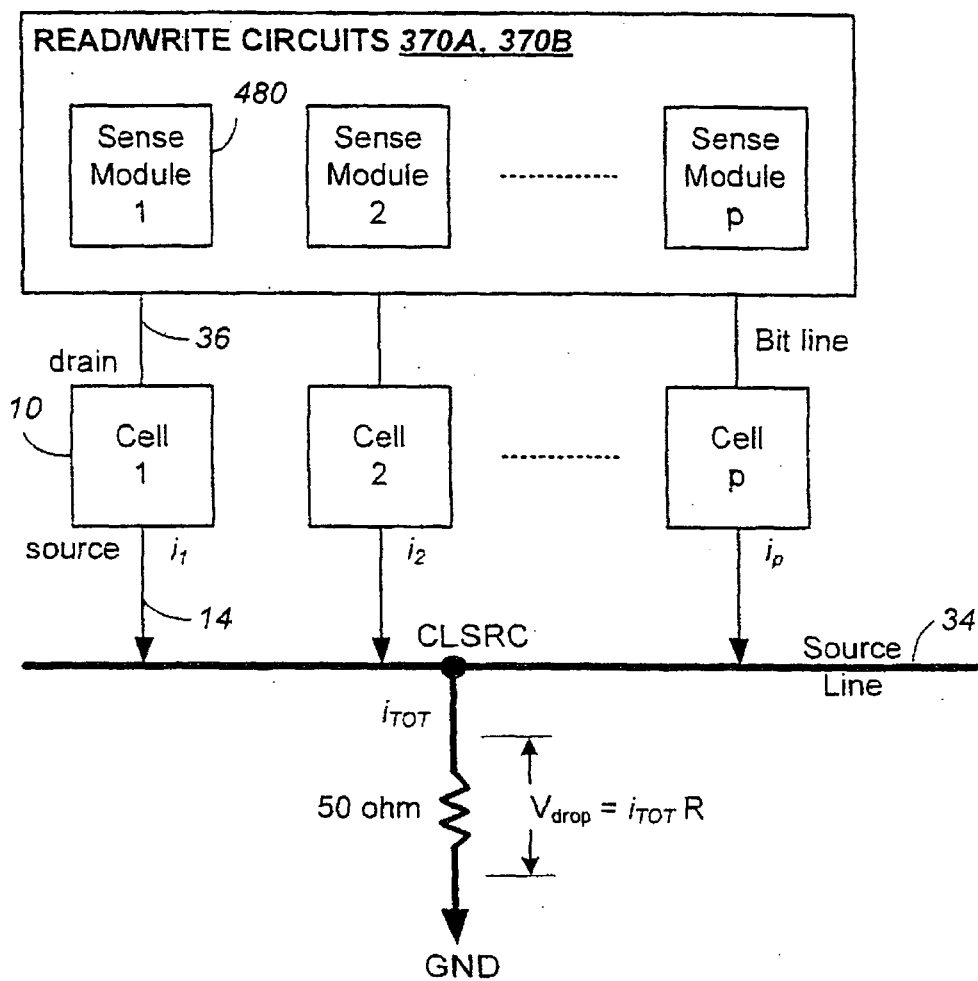 READ/WRITE CIRCUITS 370A, 370B
480
Sense Module 1
Sense Module 2
Sense Module p
36
drain
Bit line
10
Cell 1
Cell 2
Cell p
source
i1
i2
ip
14
CLSRC
34
Source Line
iTOT
50 ohm
Vdrop = iTOT R
GND